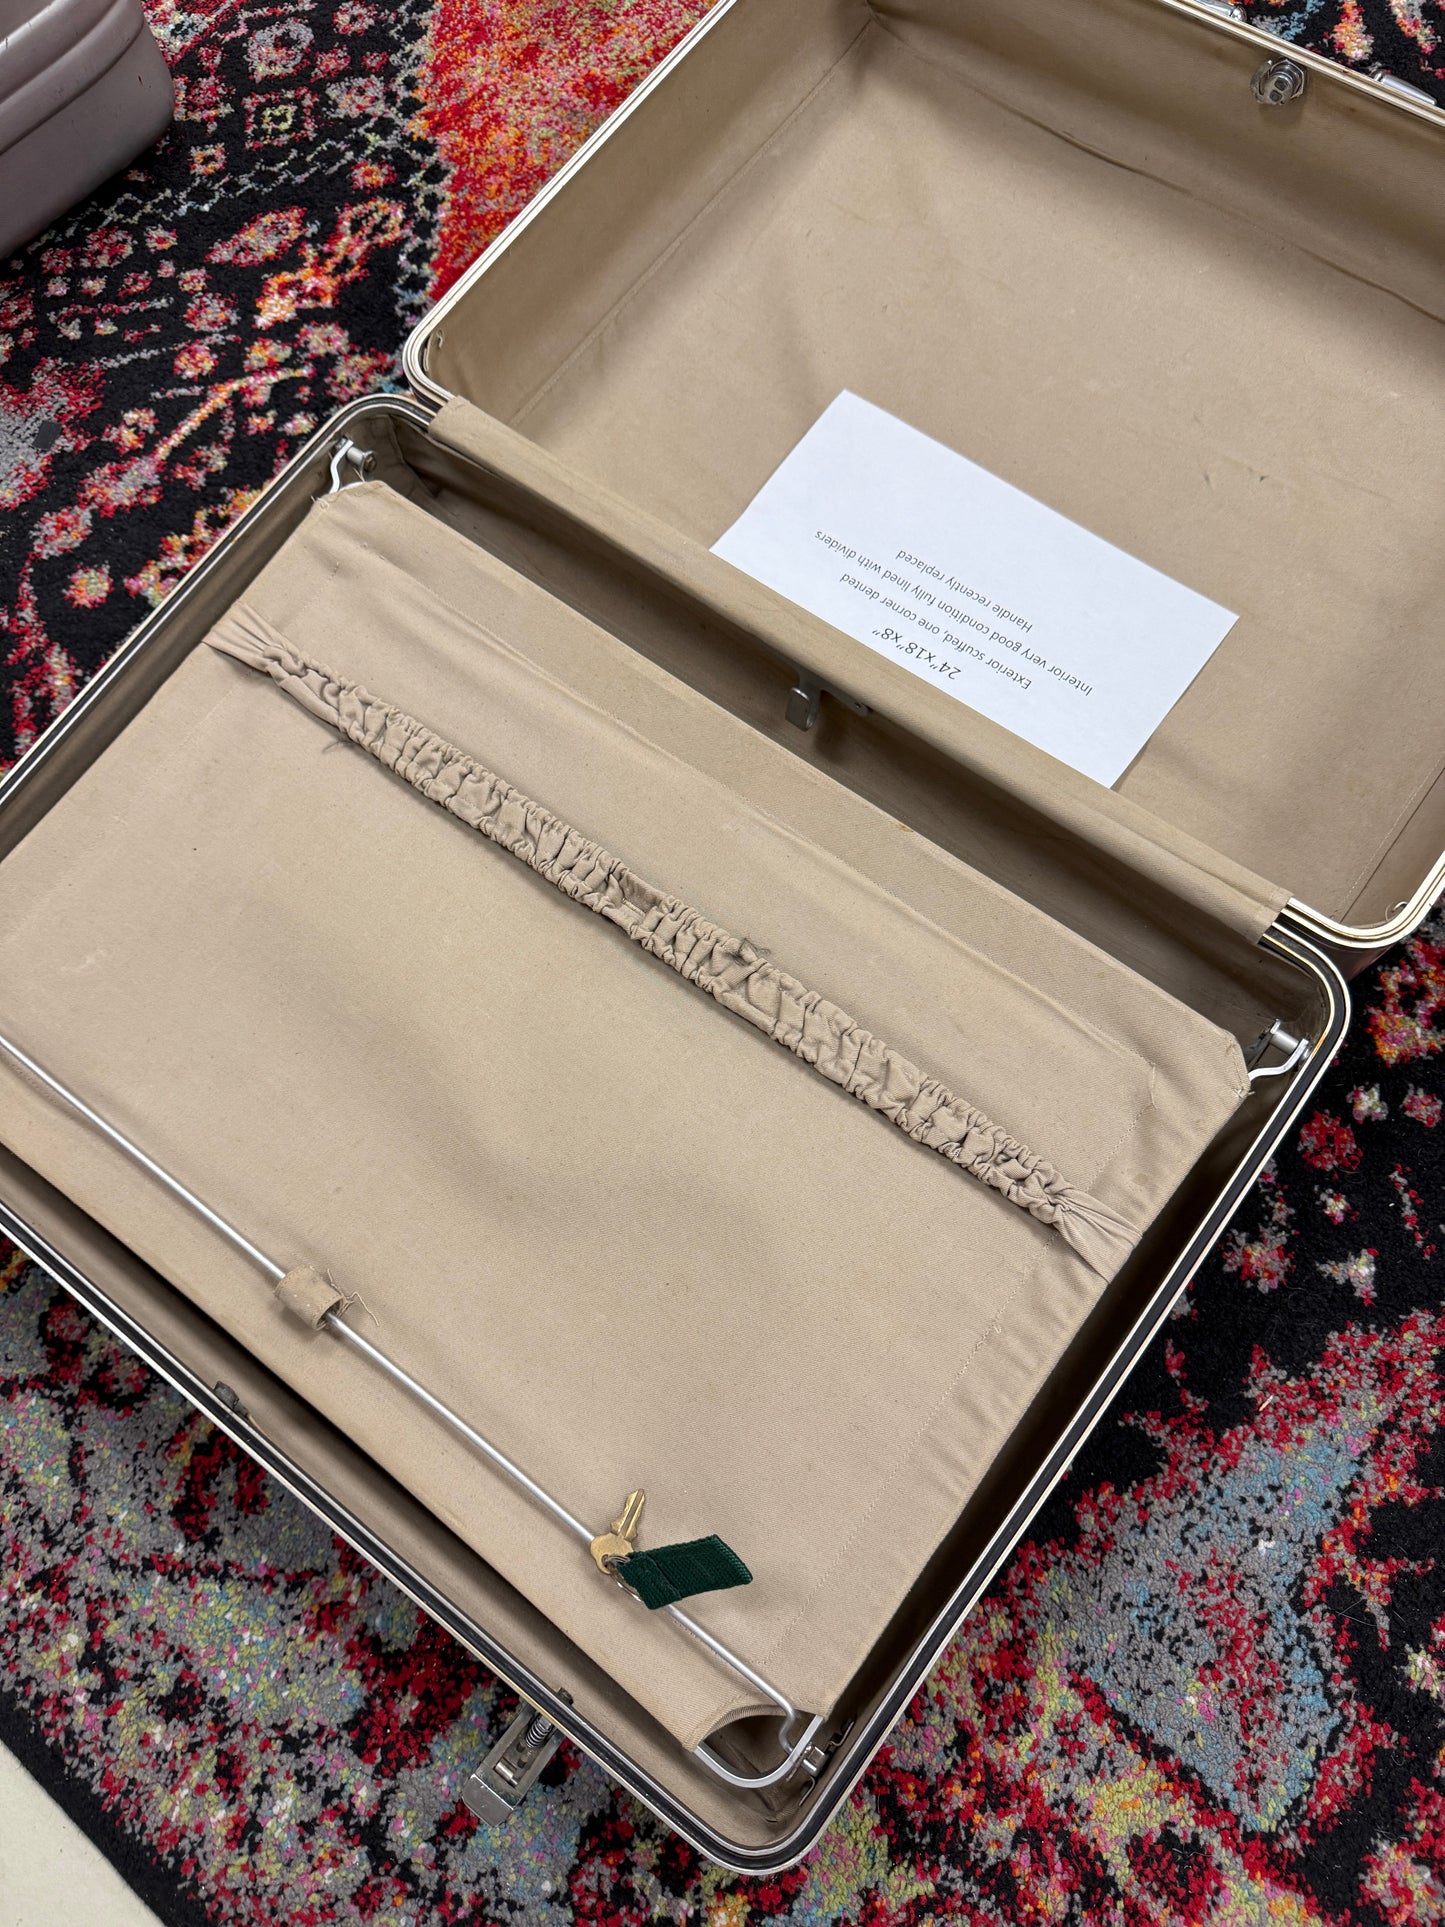 24"x18"x8"
Exterior scuffed, one corner dented
Interior very good condition fully lined with dividers
Handle recently replaced